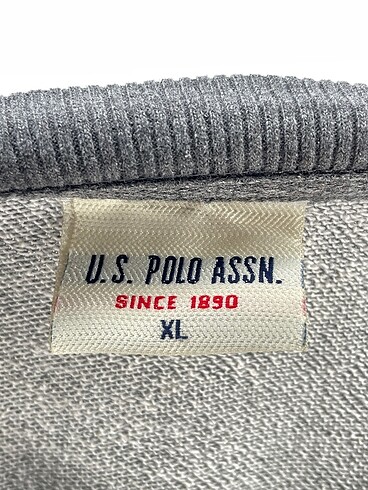 U.S. POLO ASSN.
SINCE 1890
XL